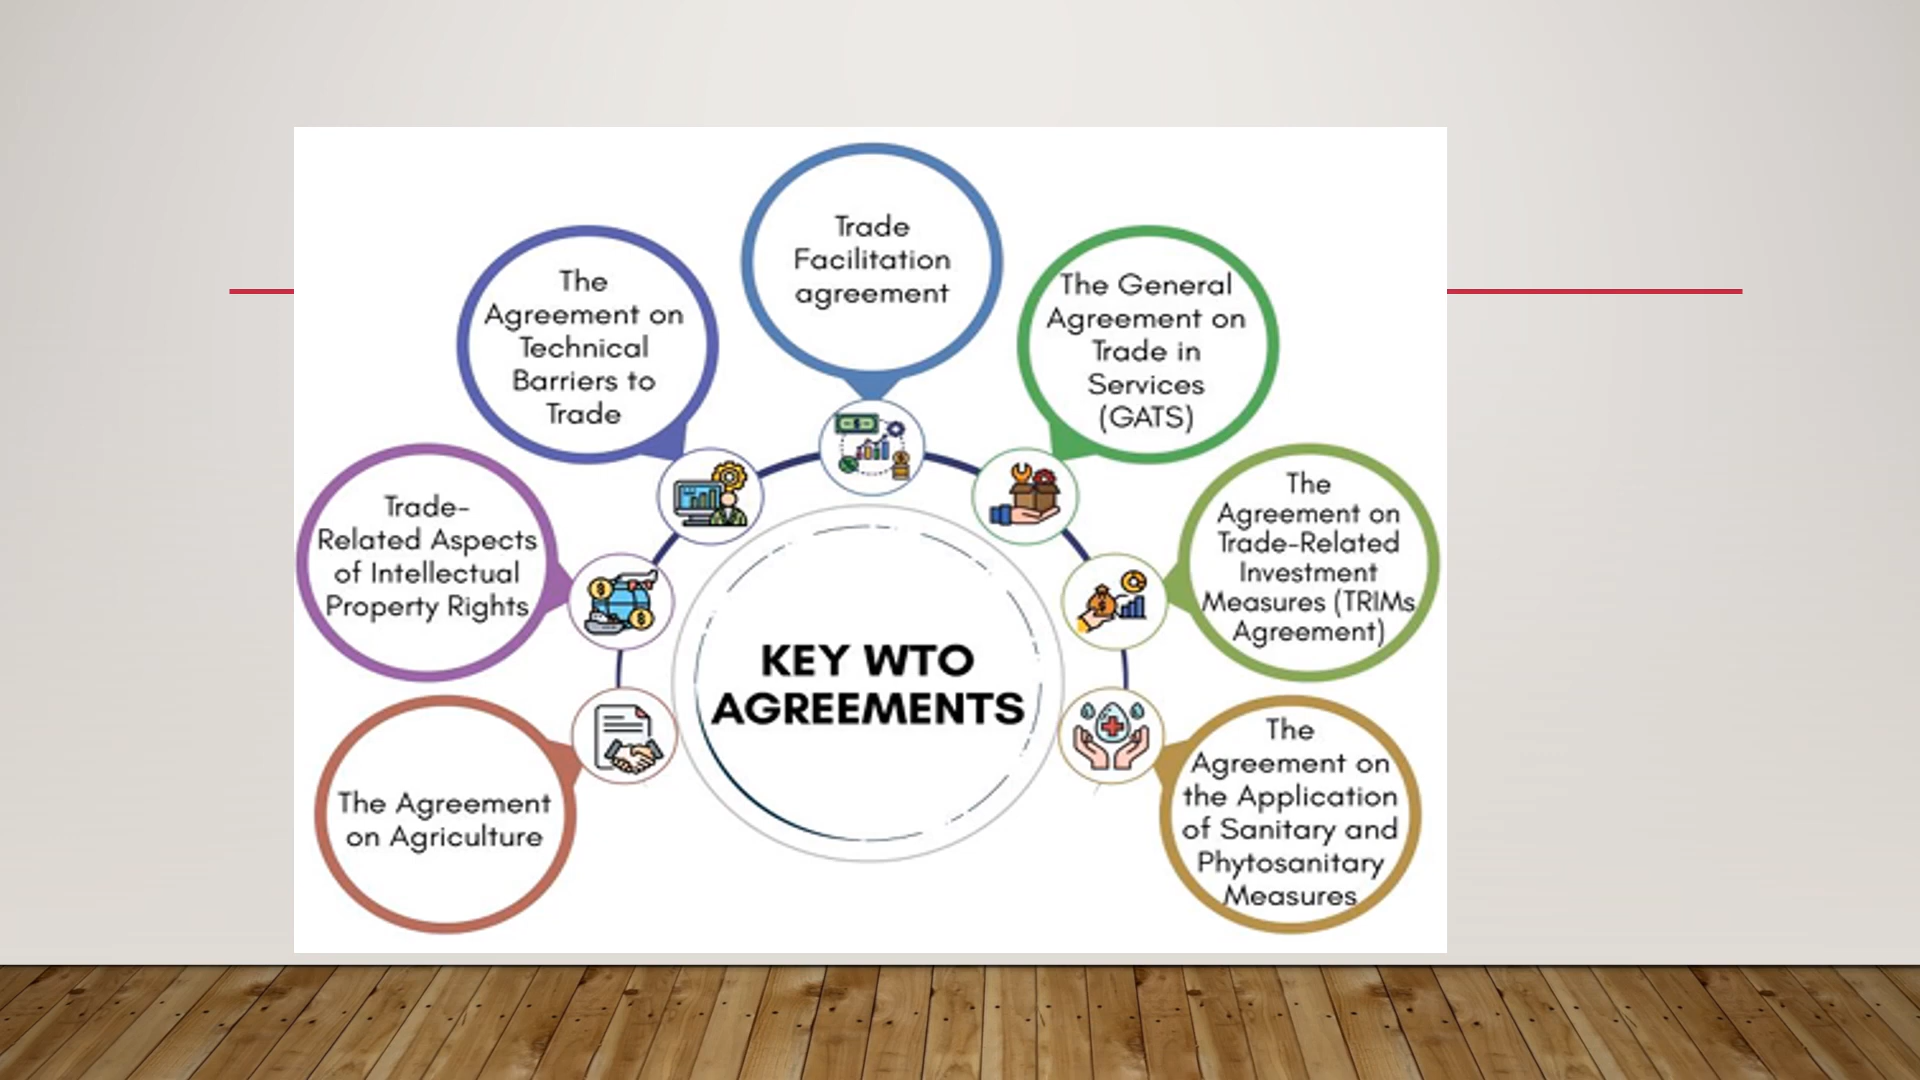 Trade
Facilitation
agreement
The
Agreement on
Technical
Barriers to
Trade
The General
Agreement on
Trade in
Services
(GATS)
Trade-
Related Aspects
of Intellectual
Property Rights
The
Agreement on
Trade-Related
Investment
Measures (TRIMs
Agreement)
KEY WTO
AGREEMENTS
The Agreement
on Agriculture
The
Agreement on
the Application
of Sanitary and
Phytosanitary
Measures